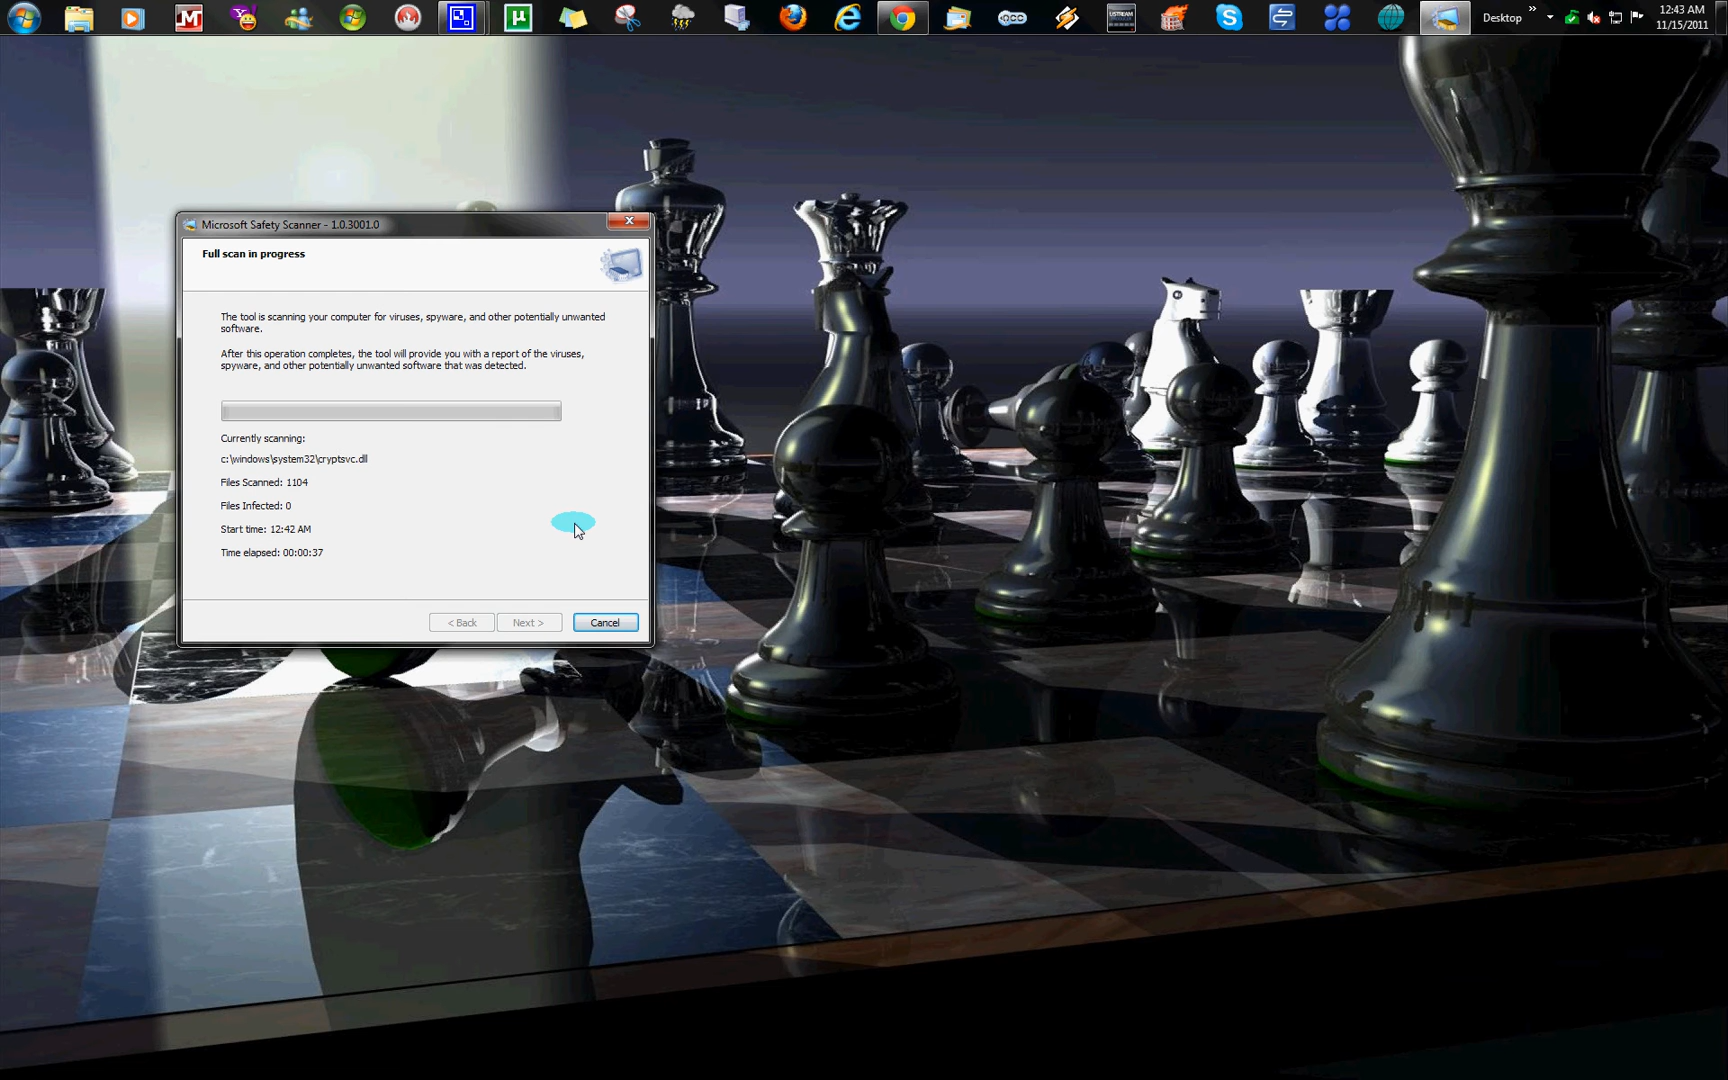 Desktop
»
12:43 AM
11/15/2011
Microsoft Safety Scanner - 1.0.3001.0
Full scan in progress
The tool is scanning your computer for viruses, spyware, and other potentially unwanted
software.
After this operation completes, the tool will provide you with a report of the viruses,
spyware, and other potentially unwanted software that was detected.
Currently scanning:
c:\windows\system32\cryptsvc.dll
Files Scanned: 1104
Files Infected: 0
Start time: 12:42 AM
Time elapsed: 00:00:37
< Back
Next >
Cancel